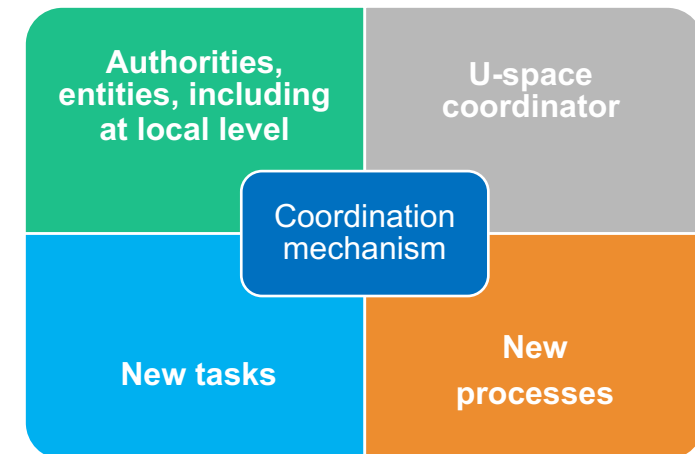 Authorities,
entities, including
at local level
U-space
coordinator
Coordination
mechanism
New tasks
New
processes